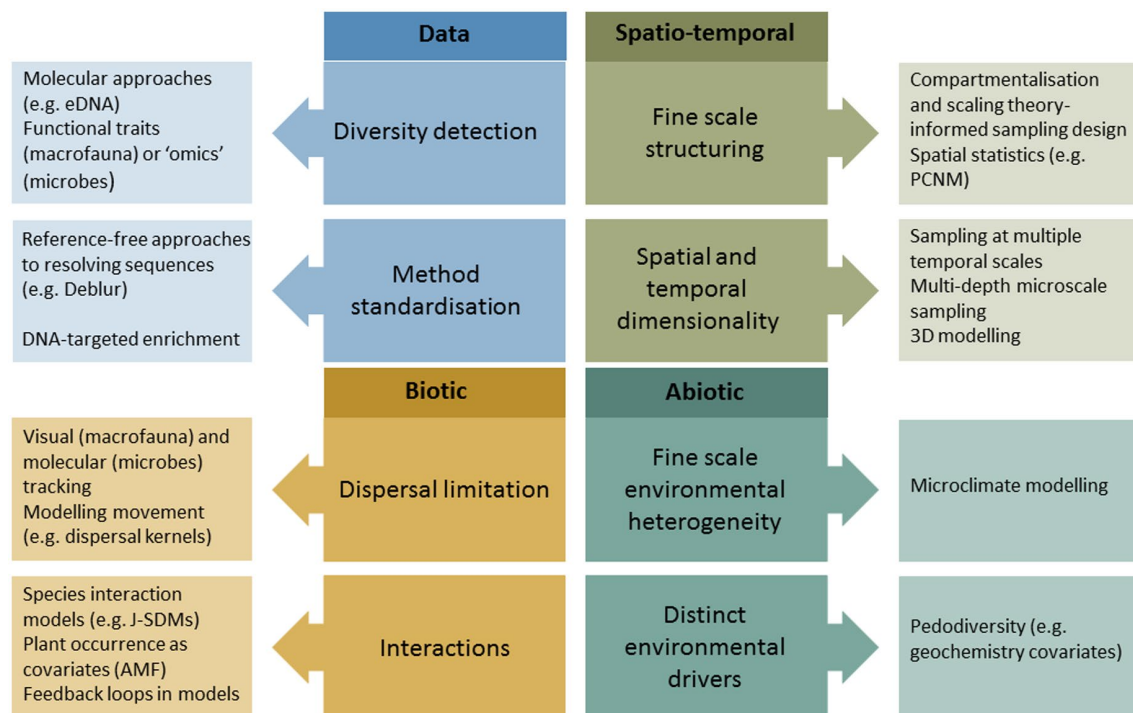 Data
Spatio-temporal
Molecular approaches
(e.g. eDNA)
Functional traits
(macrofauna) or ‘omics’
(microbes)
Diversity detection
Fine scale
structuring
Compartmentalisation
and scaling theory-
informed sampling design
Spatial statistics (e.g.
PCNM)
Reference-free approaches
to resolving sequences
(e.g. Deblur)
DNA-targeted enrichment
Method
standardisation
Spatial and
temporal
dimensionality
Sampling at multiple
temporal scales
Multi-depth microscale
sampling
3D modelling
Biotic
Abiotic
Visual (macrofauna) and
molecular (microbes)
tracking
Modelling movement
(e.g. dispersal kernels)
Dispersal limitation
Fine scale
environmental
heterogeneity
Microclimate modelling
Species interaction
models (e.g. J-SDMs)
Plant occurrence as
covariates (AMF)
Feedback loops in models
Interactions
Distinct
environmental
drivers
Pedodiversity (e.g.
geochemistry covariates)